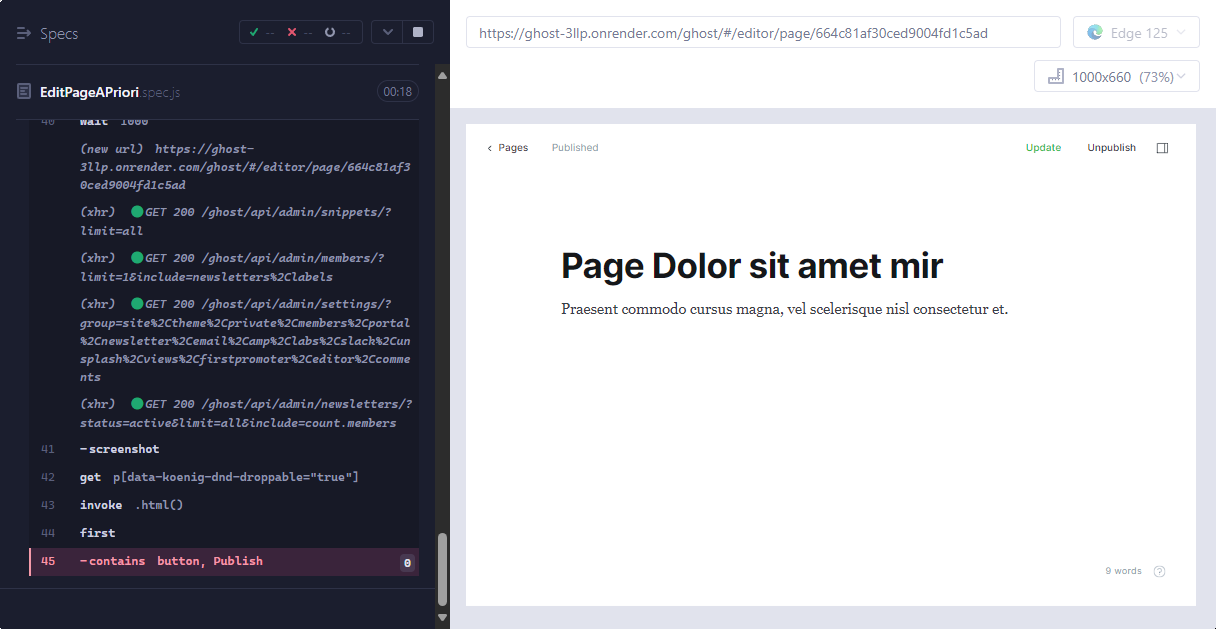 Specs
-- -- --
EditPageAPriori.spec.js
00:18
40 wait 1000
(new url) https://ghost-
3llp.onrender.com/ghost/#/editor/page/664c81af3
0ced9004fd1c5ad
(xhr) GET 200 /ghost/api/admin/snippets/?
limit=all
(xhr) GET 200 /ghost/api/admin/members/?
limit=1&include=newsletters%2Clabels
(xhr) GET 200 /ghost/api/admin/settings/?
group=site%2Ctheme%2Cprivate%2Cmembers%2Cportal
%2Cnewsletter%2Cemail%2Camp%2Clabs%2Cslack%2Cun
splash%2Cviews%2Cfirstpromoter%2Ceditor%2Ccomme
nts
(xhr) GET 200 /ghost/api/admin/newsletters/?
status=active&limit=all&include=count.members
41 -screenshot
42 get p[data-koenig-dnd-droppable="true"]
43 invoke .html()
44 first
45 -contains button, Publish 0
https://ghost-3llp.onrender.com/ghost/#/editor/page/664c81af30ced9004fd1c5ad
Edge 125
1000x660 (73%)
Pages Published Update Unpublish
Page Dolor sit amet mir
Praesent commodo cursus magna, vel scelerisque nisl consectetur et.
9 words ?